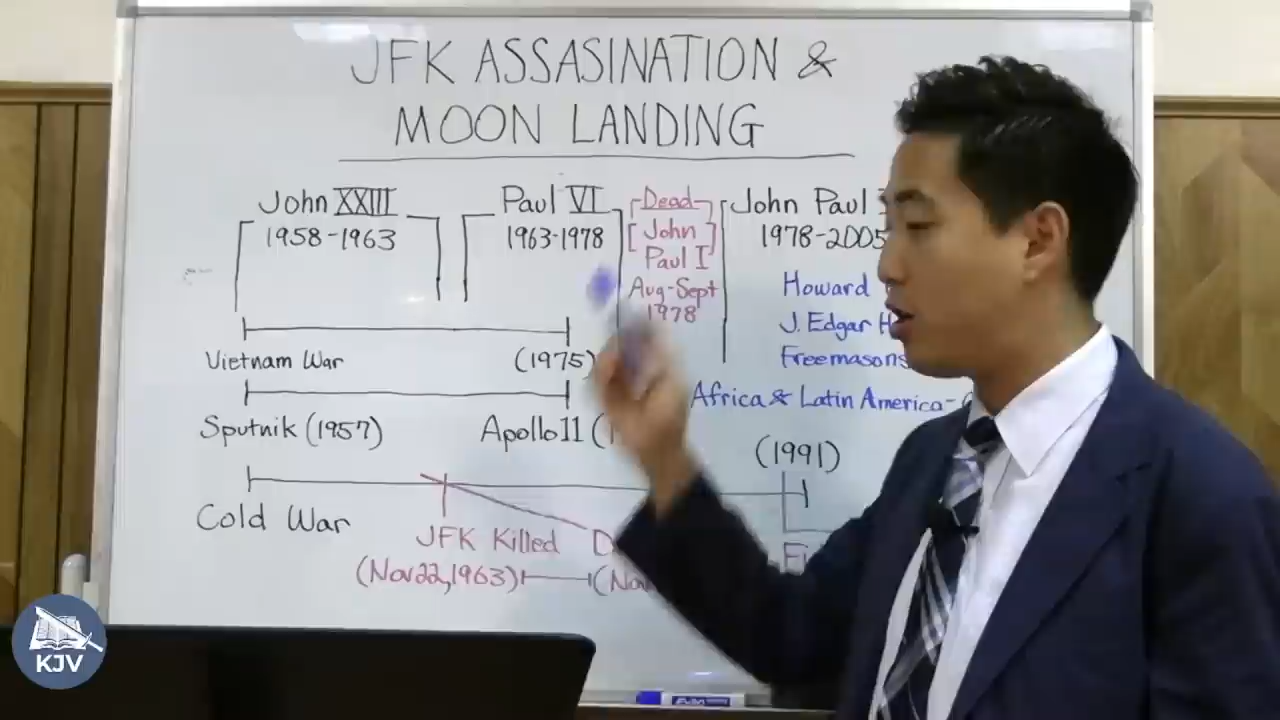 JFK ASSASINATION &
MOON LANDING
John XXIII
1958-1963
Paul VI
1963-1978
Dead
John
Paul I
Aug-Sept
1978
John Paul
1978-2005
Howard
J. Edgar
Freemasons
Africa & Latin America-
Vietnam War
(1975)
Sputnik (1957)
Apollo 11
Cold War
(1991)
JFK Killed
(Nov 22, 1963)
KJV